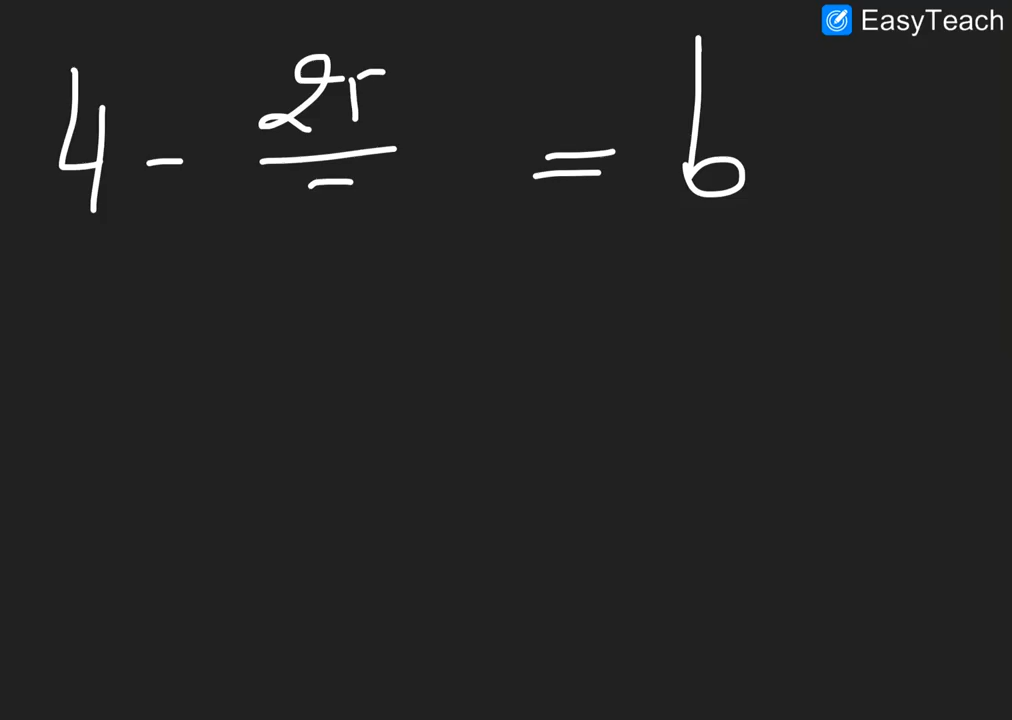 EasyTeach
4 - 2r/- = 6